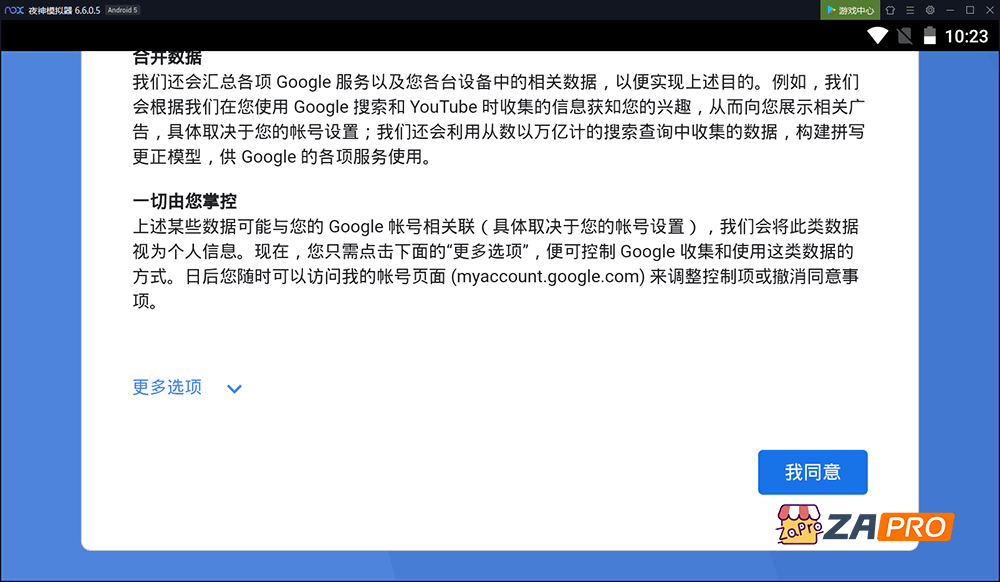 nox 夜神模拟器 6.6.0.5 Android 5 游戏中心
10:23
合并数据
我们还会汇总各项 Google 服务以及您各台设备中的相关数据，以便实现上述目的。例如，我们
会根据我们在您使用 Google 搜索和 YouTube 时收集的信息获知您的兴趣，从而向您展示相关广
告，具体取决于您的帐号设置；我们还会利用从数以万亿计的搜索查询中收集的数据，构建拼写
更正模型，供 Google 的各项服务使用。
一切由您掌控
上述某些数据可能与您的 Google 帐号相关联（具体取决于您的帐号设置），我们会将此类数据
视为个人信息。现在，您只需点击下面的“更多选项”，便可控制 Google 收集和使用这类数据的
方式。日后您随时可以访问我的帐号页面 (myaccount.google.com) 来调整控制项或撤消同意事
项。
更多选项
我同意
ZaPro ZAPRO